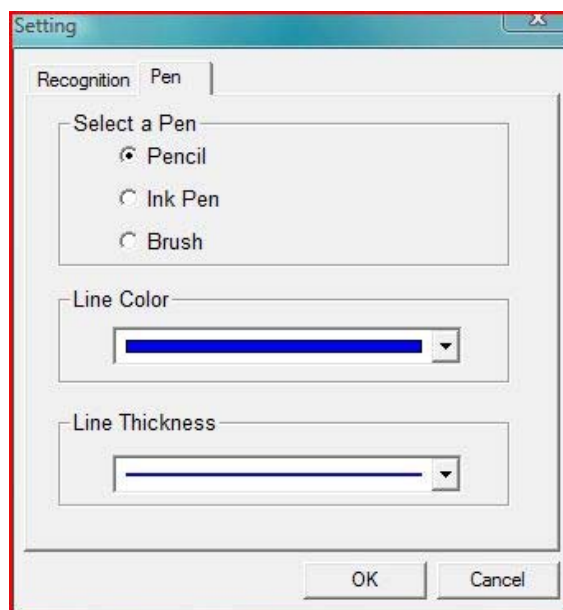 Setting
Recognition Pen
Select a Pen
Pencil
Ink Pen
Brush
Line Color
Line Thickness
OK Cancel